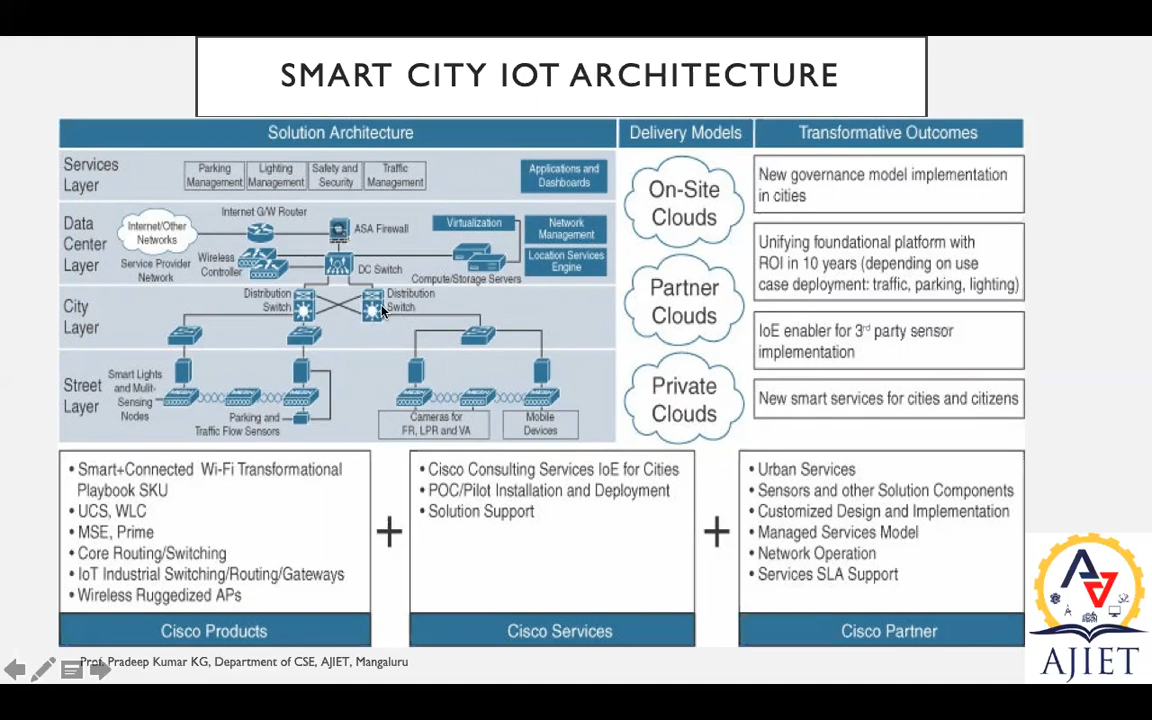 SMART CITY IOT ARCHITECTURE
Solution Architecture
Delivery Models
Transformative Outcomes
Services
Layer
Parking
Management
Lighting
Management
Safety and
Security
Traffic
Management
Applications and
Dashboards
Data
Center
Layer
Internet/Other
Networks
Service Provider
Network
Internet G/W Router
Wireless
Controller
ASA Firewall
DC Switch
Virtualization
Compute/Storage Servers
Network
Management
Location Services
Engine
City
Layer
Distribution
Switch
Distribution
Switch
Street
Layer
Smart Lights
and Mulit-
Sensing
Nodes
Parking and
Traffic Flow Sensors
Cameras for
FR, LPR and VA
Mobile
Devices
On-Site
Clouds
Partner
Clouds
Private
Clouds
New governance model implementation
in cities
Unifying foundational platform with
ROI in 10 years (depending on use
case deployment: traffic, parking, lighting)
IoE enabler for 3rd party sensor
implementation
New smart services for cities and citizens
• Smart+Connected Wi-Fi Transformational
Playbook SKU
• UCS, WLC
• MSE, Prime
• Core Routing/Switching
• IoT Industrial Switching/Routing/Gateways
• Wireless Ruggedized APs
Cisco Products
+
• Cisco Consulting Services IoE for Cities
• POC/Pilot Installation and Deployment
• Solution Support
Cisco Services
+
• Urban Services
• Sensors and other Solution Components
• Customized Design and Implementation
• Managed Services Model
• Network Operation
• Services SLA Support
Cisco Partner
Prof. Pradeep Kumar KG, Department of CSE, AJIET, Mangaluru
AJIET